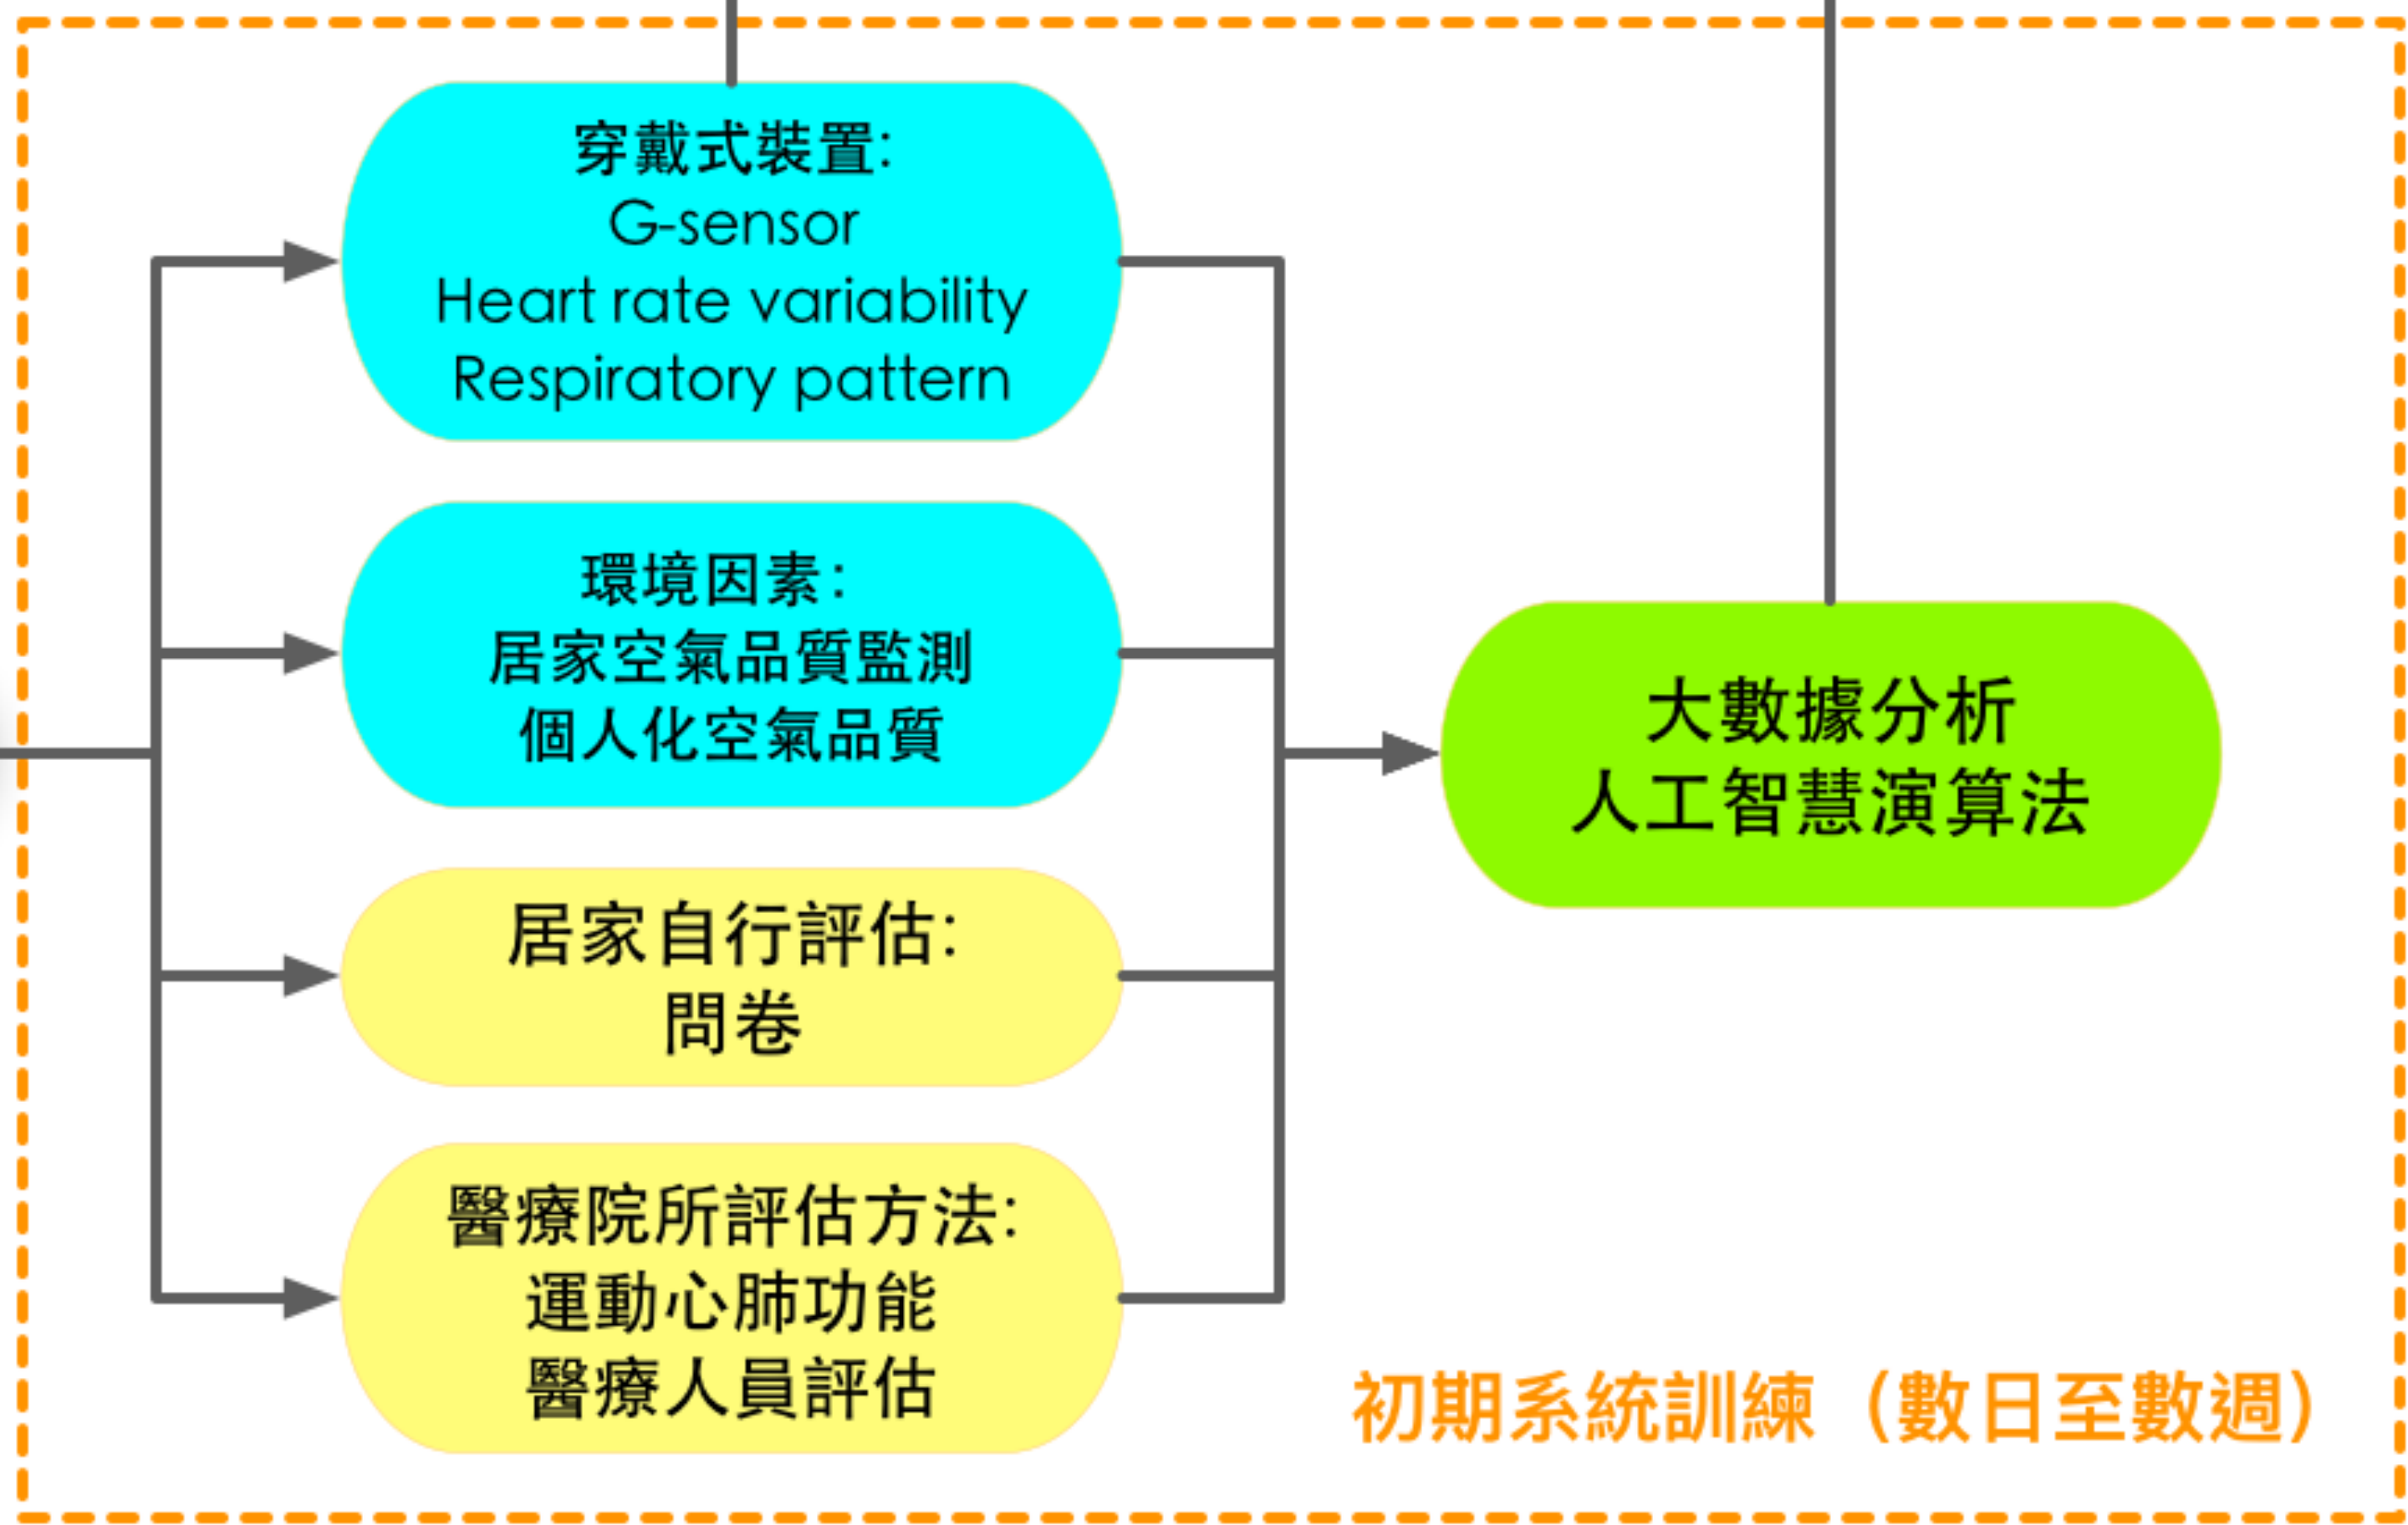 穿戴式裝置:
G-sensor
Heart rate variability
Respiratory pattern
環境因素:
居家空氣品質監測
個人化空氣品質
居家自行評估:
問卷
醫療院所評估方法:
運動心肺功能
醫療人員評估
大數據分析
人工智慧演算法
初期系統訓練（數日至數週）